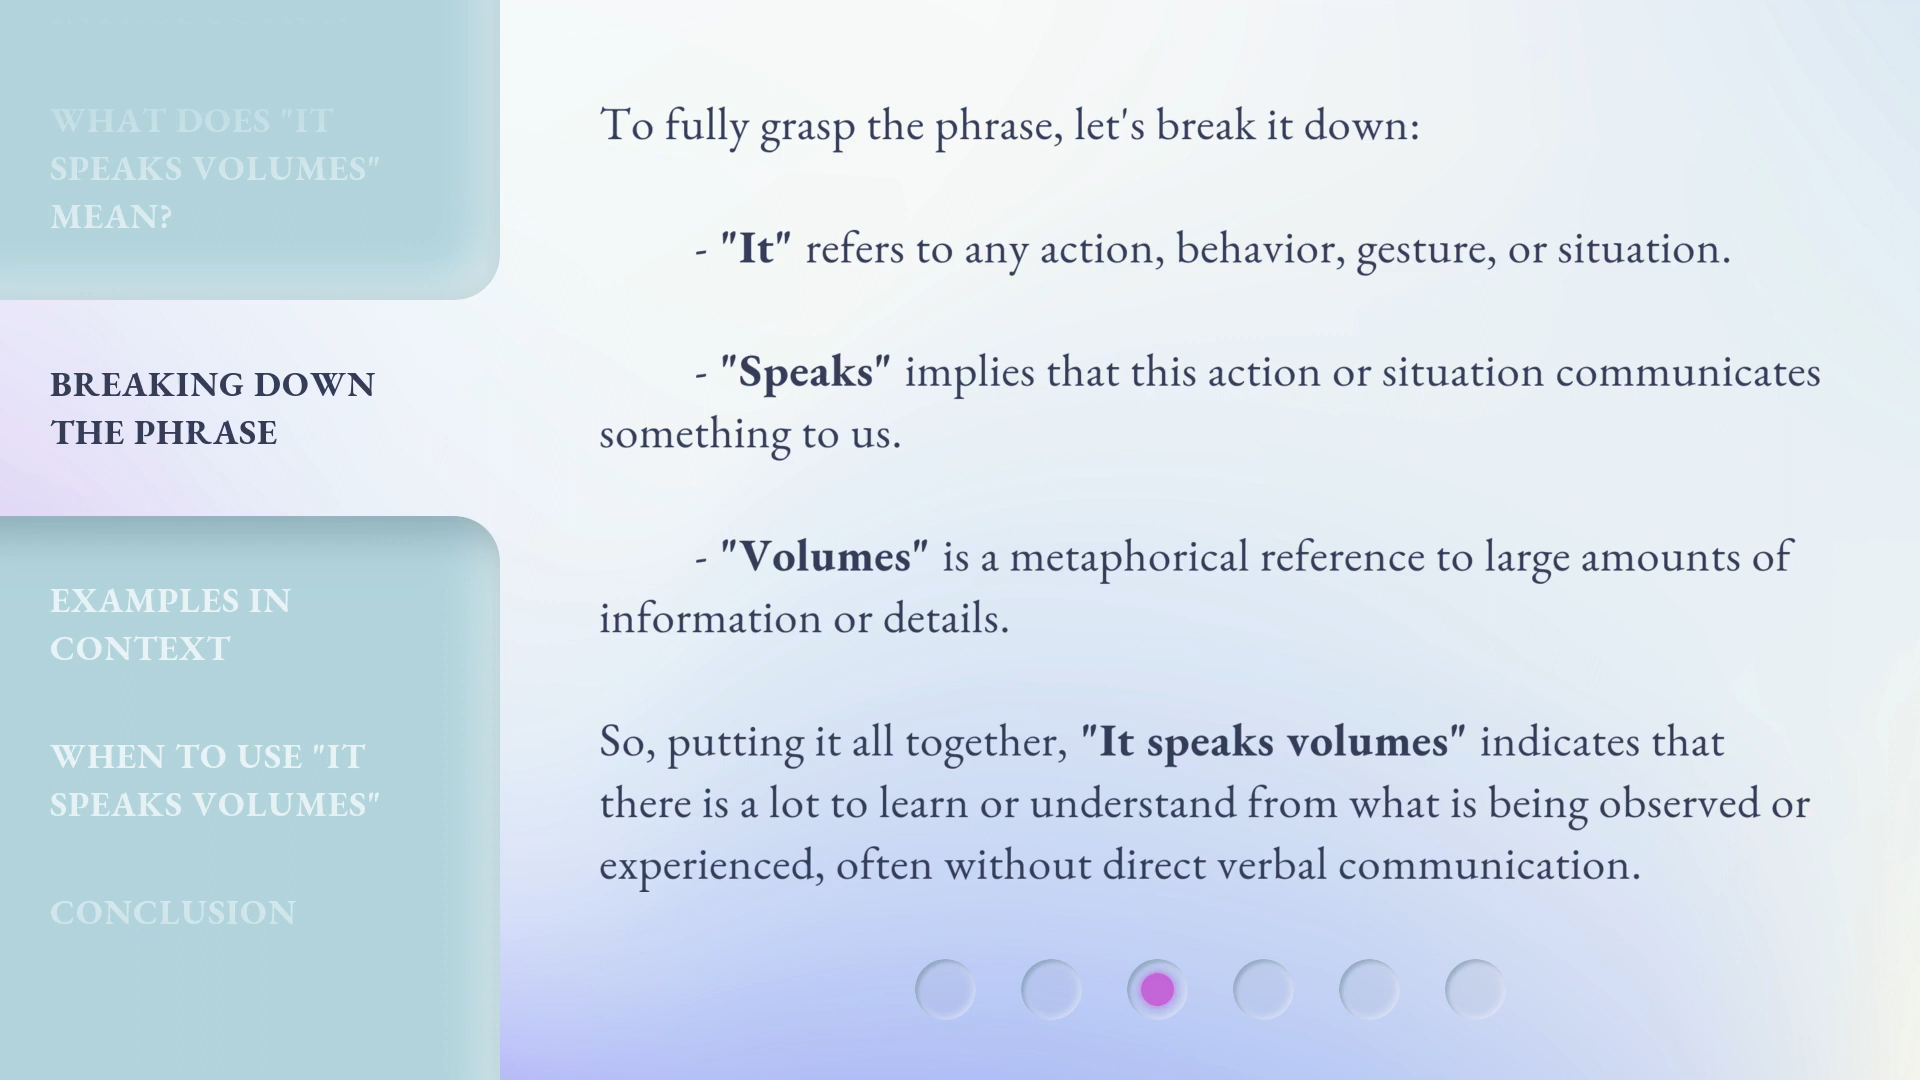 WHAT DOES "IT
SPEAKS VOLUMES"
MEAN?
BREAKING DOWN
THE PHRASE
EXAMPLES IN
CONTEXT
WHEN TO USE "IT
SPEAKS VOLUMES"
CONCLUSION
To fully grasp the phrase, let's break it down:
- "It" refers to any action, behavior, gesture, or situation.
- "Speaks" implies that this action or situation communicates
something to us.
- "Volumes" is a metaphorical reference to large amounts of
information or details.
So, putting it all together, "It speaks volumes" indicates that
there is a lot to learn or understand from what is being observed or
experienced, often without direct verbal communication.